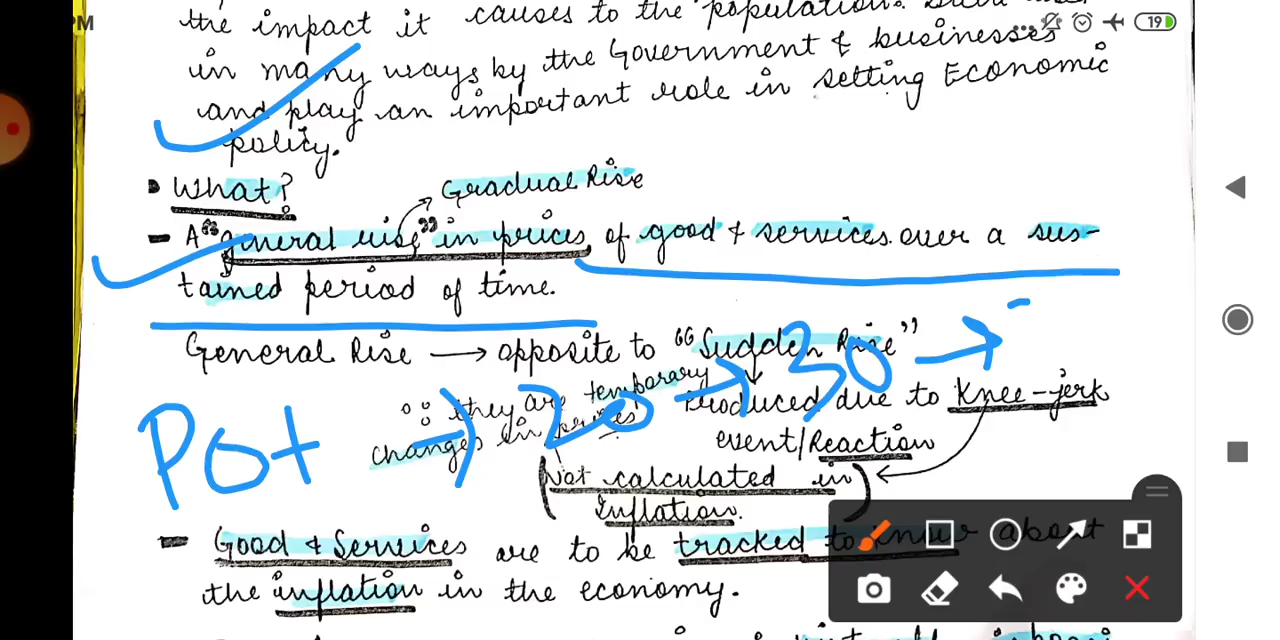 M
19
the impact it causes to the population.
in many ways by the Government & businesses
and play an important role in setting Economic
policy.
What?
Gradual Rise
- A "general rise" in prices of good & services over a sus-
tained period of time.
General Rise → opposite to "Sudden Rise"
∵ they are temporary
changes in prices
Produced due to Knee-jerk
event/Reaction
(Not calculated in
Inflation.)
Pot → 20 → 30 →
- Good & Services are to be tracked to know about
the inflation in the economy.